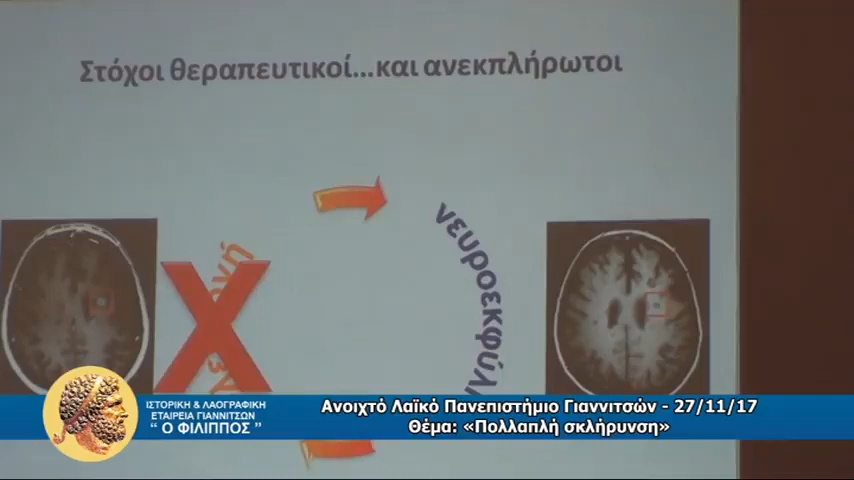 Στόχοι θεραπευτικοί...και ανεκπλήρωτοι
ΙΣΤΟΡΙΚΗ & ΛΑΟΓΡΑΦΙΚΗ
ΕΤΑΙΡΕΙΑ ΓΙΑΝΝΙΤΣΩΝ
“ Ο ΦΙΛΙΠΠΟΣ ”
Ανοιχτό Λαϊκό Πανεπιστήμιο Γιαννιτσών - 27/11/17
Θέμα: «Πολλαπλή σκλήρυνση»